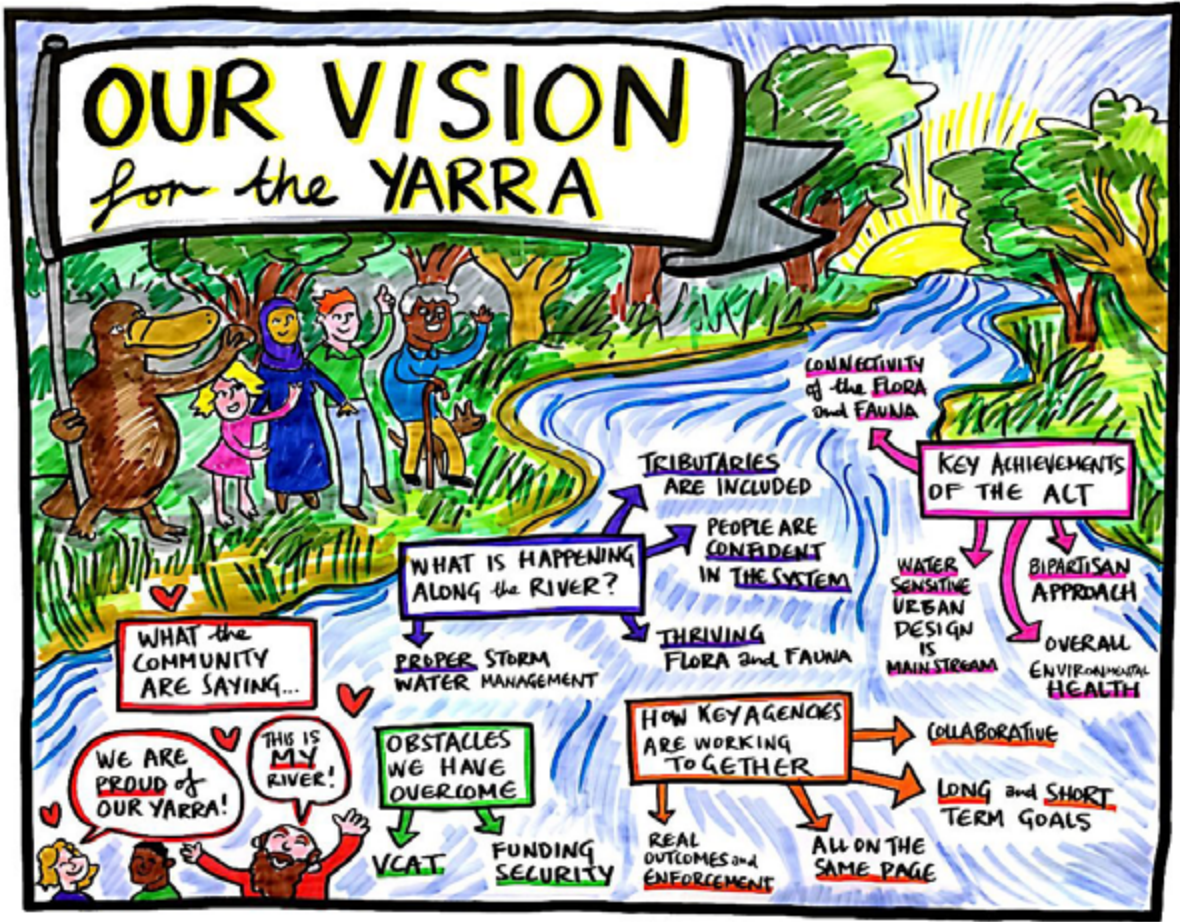 OUR VISION
for the YARRA
CONNECTIVITY
of the FLORA
and FAUNA
KEY ACHIEVEMENTS
OF THE ACT
WATER
SENSITIVE
URBAN
DESIGN
IS
MAINSTREAM
BIPARTISAN
APPROACH
OVERALL
ENVIRONMENTAL
HEALTH
TRIBUTARIES
ARE INCLUDED
PEOPLE ARE
CONFIDENT
IN THE SYSTEM
WHAT IS HAPPENING
ALONG the RIVER?
PROPER STORM
WATER MANAGEMENT
THRIVING
FLORA and FAUNA
WHAT the
COMMUNITY
ARE SAYING...
WE ARE
PROUD of
OUR YARRA!
THIS IS
MY
RIVER!
OBSTACLES
WE HAVE
OVERCOME
VCAT
FUNDING
SECURITY
HOW KEY AGENCIES
ARE WORKING
TOGETHER
COLLABORATIVE
LONG and SHORT
TERM GOALS
REAL
OUTCOMES and
ENFORCEMENT
ALL ON THE
SAME PAGE